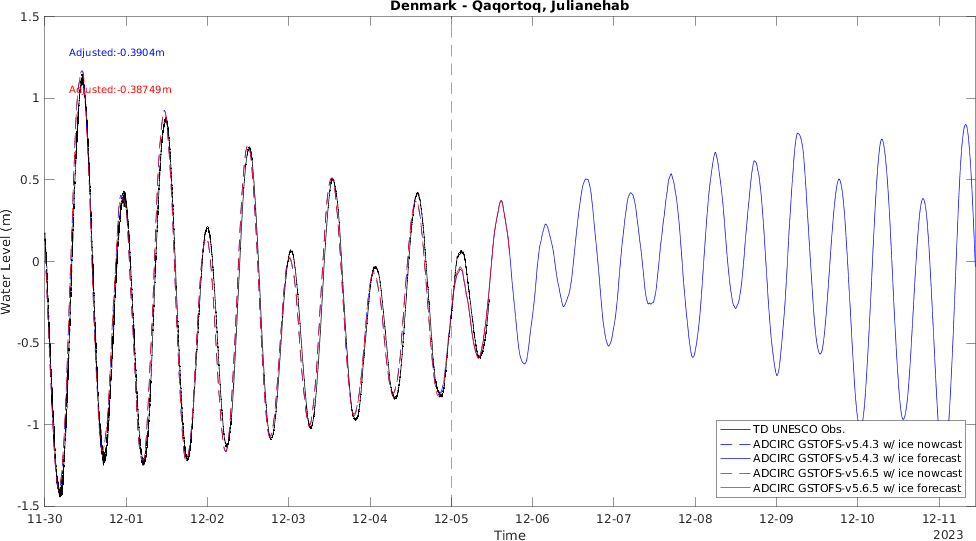 Denmark - Qaqortoq, Julianehab
Adjusted:-0.3904m
Adjusted:-0.38749m
1.5
1
0.5
0
-0.5
-1
-1.5
Water Level (m)
11-30
12-01
12-02
12-03
12-04
12-05
12-06
12-07
12-08
12-09
12-10
12-11
2023
Time
TD UNESCO Obs.
ADCIRC GSTOFS-v5.4.3 w/ ice nowcast
ADCIRC GSTOFS-v5.4.3 w/ ice forecast
ADCIRC GSTOFS-v5.6.5 w/ ice nowcast
ADCIRC GSTOFS-v5.6.5 w/ ice forecast